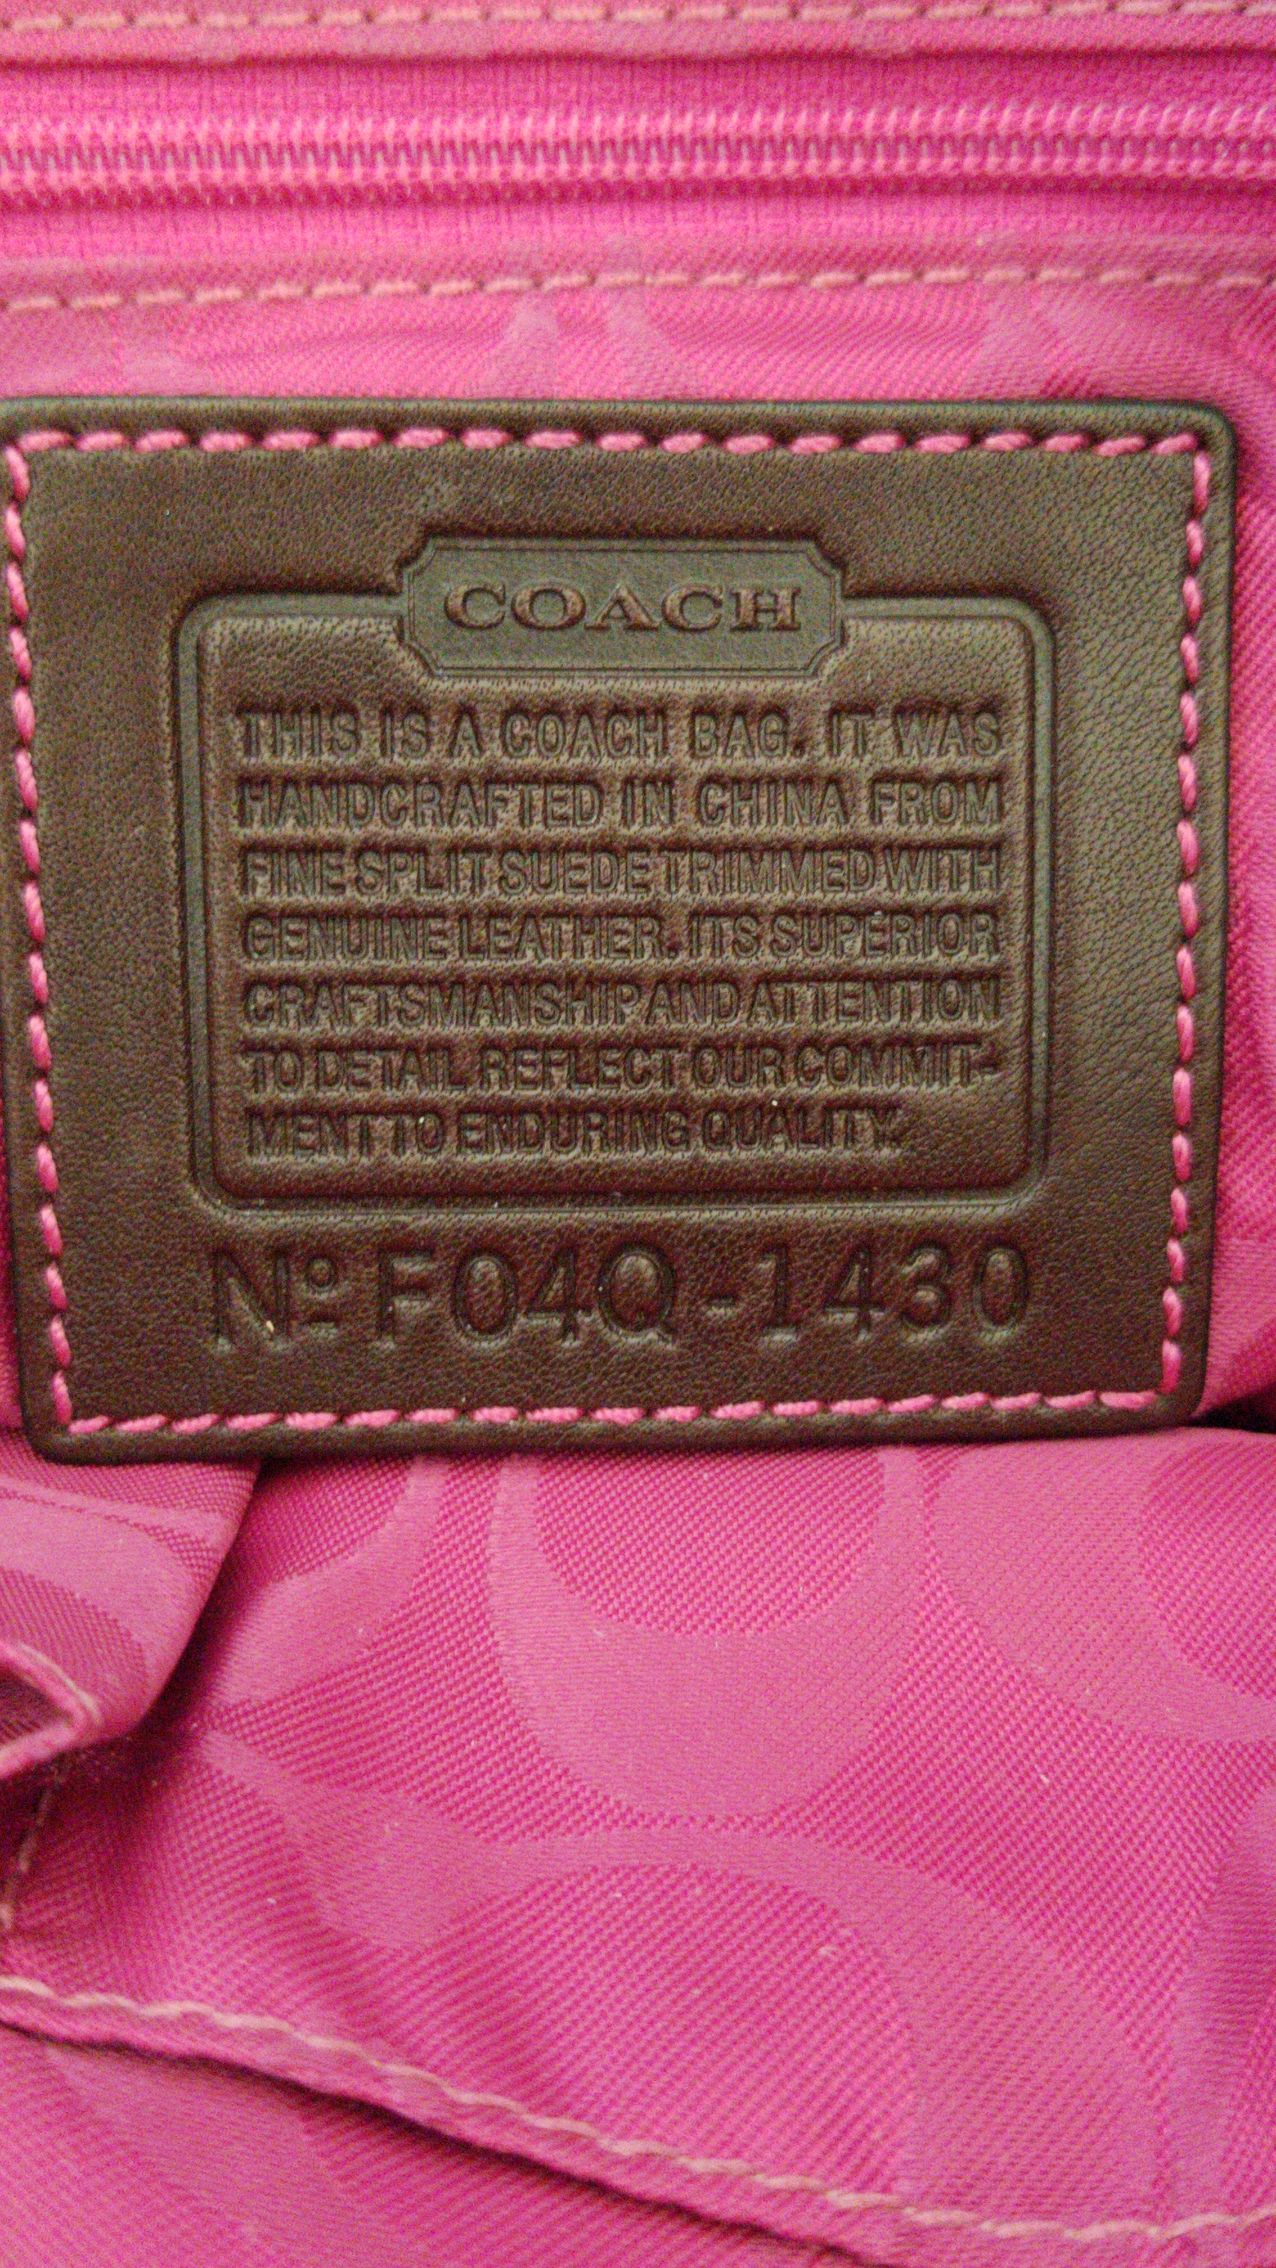 COACH
THIS IS A COACH BAG. IT WAS
HANDCRAFTED IN CHINA FROM
FINE SPLIT SUEDE TRIMMED WITH
GENUINE LEATHER. ITS SUPERIOR
CRAFTSMANSHIP AND ATTENTION
TO DETAIL REFLECT OUR COMMIT-
MENT TO ENDURING QUALITY.
Nº F04Q-1430